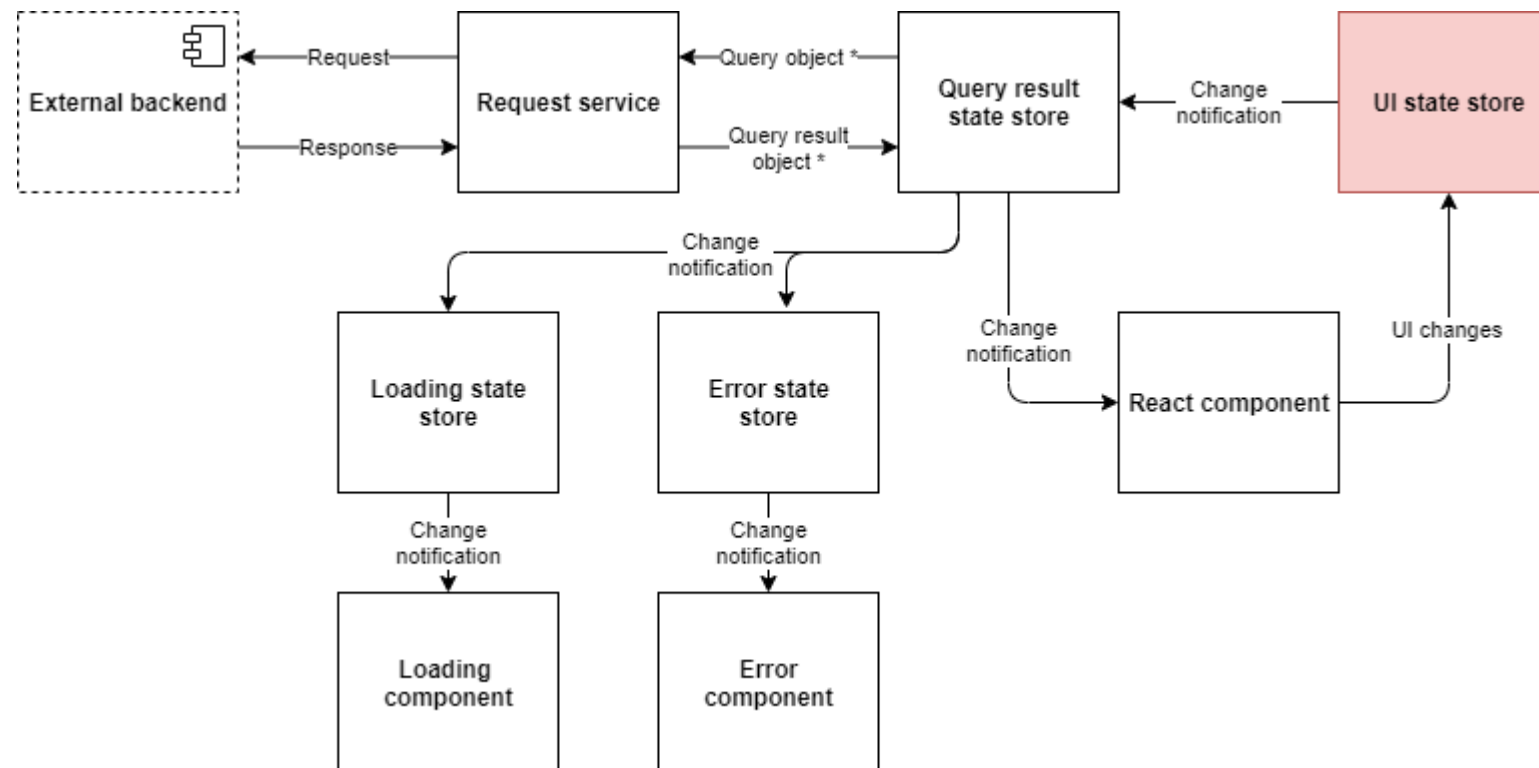 External backend
Request
Response
Request service
Query object *
Query result
object *
Query result
state store
Change
notification
UI state store
Change
notification
Change
notification
UI changes
Loading state
store
Error state
store
React component
Change
notification
Change
notification
Loading
component
Error
component